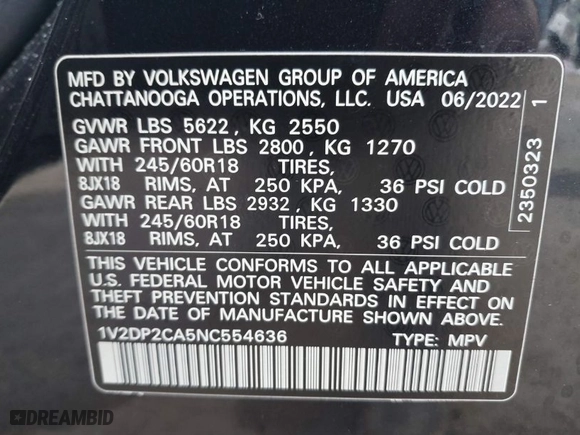 MFD BY VOLKSWAGEN GROUP OF AMERICA
CHATTANOOGA OPERATIONS, LLC. USA 06/2022
GVWR LBS 5622, KG 2550
GAWR FRONT LBS 2800, KG 1270
WITH 245/60R18 TIRES,
8JX18 RIMS, AT 250 KPA, 36 PSI COLD
GAWR REAR LBS 2932, KG 1330
WITH 245/60R18 TIRES,
8JX18 RIMS, AT 250 KPA, 36 PSI COLD
2350323 1
THIS VEHICLE CONFORMS TO ALL APPLICABLE
U.S. FEDERAL MOTOR VEHICLE SAFETY AND
THEFT PREVENTION STANDARDS IN EFFECT ON
THE DATE OF MANUFACTURE SHOWN ABOVE.
1V2DP2CA5NC554636 TYPE: MPV
DREAMBID